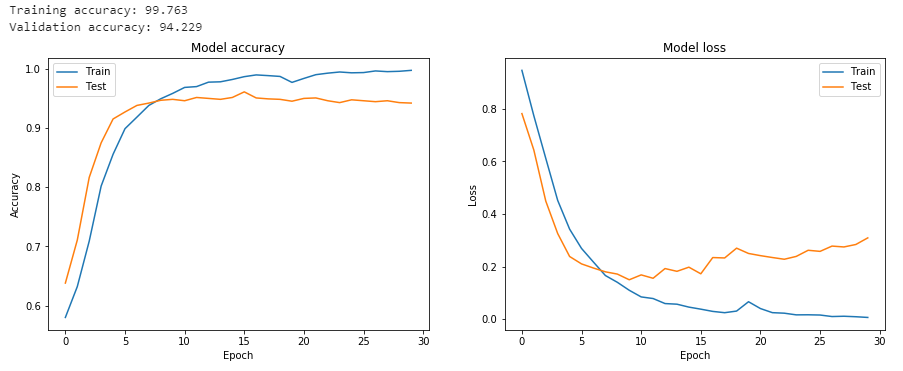 Training accuracy: 99.763
Validation accuracy: 94.229
Model accuracy
Train
Test
1.0
0.9
0.8
0.7
0.6
Accuracy
0 5 10 15 20 25 30
Epoch
Model loss
Train
Test
0.8
0.6
0.4
0.2
0.0
Loss
0 5 10 15 20 25 30
Epoch